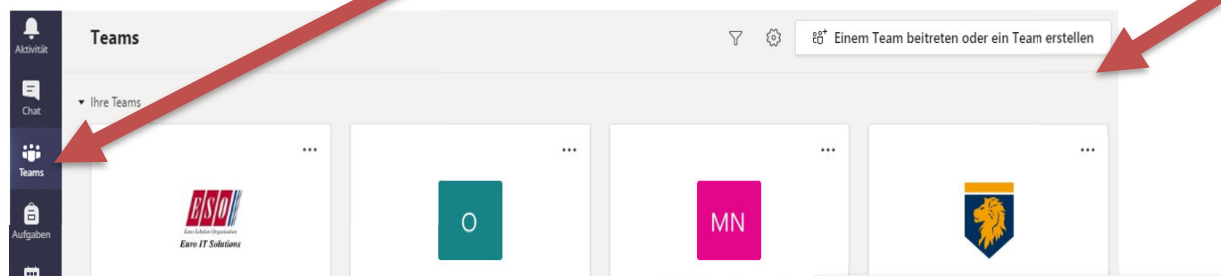 Aktivität
Teams
Einem Team beitreten oder ein Team erstellen
Chat
Ihre Teams
Teams
Aufgaben
ESO
Euro IT Solutions
O
MN